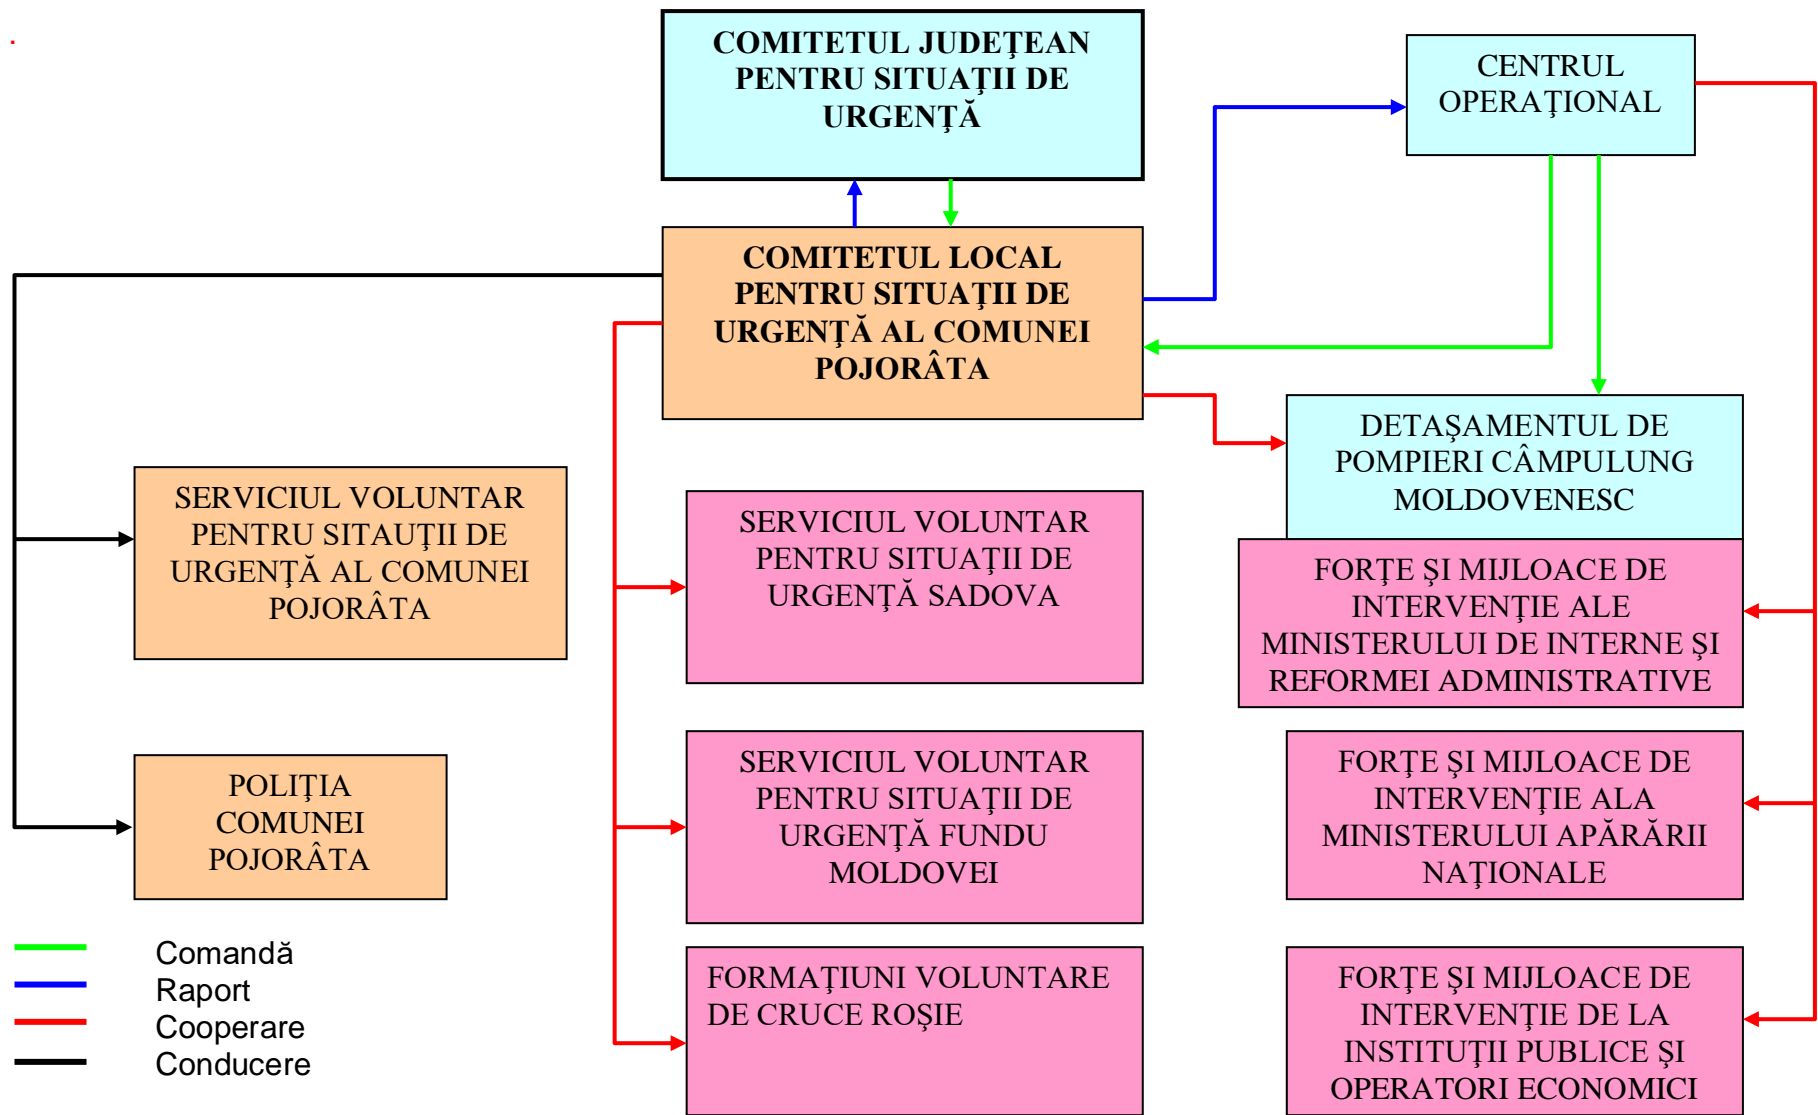 COMITETUL JUDEŢEAN
PENTRU SITUAŢII DE
URGENŢĂ
CENTRUL
OPERAŢIONAL
COMITETUL LOCAL
PENTRU SITUAŢII DE
URGENŢĂ AL COMUNEI
POJORÂTA
DETAŞAMENTUL DE
POMPIERI CÂMPULUNG
MOLDOVENESC
SERVICIUL VOLUNTAR
PENTRU SITAUŢII DE
URGENŢĂ AL COMUNEI
POJORÂTA
SERVICIUL VOLUNTAR
PENTRU SITUAŢII DE
URGENŢĂ SADOVA
FORŢE ŞI MIJLOACE DE
INTERVENŢIE ALE
MINISTERULUI DE INTERNE ŞI
REFORMEI ADMINISTRATIVE
POLIŢIA
COMUNEI
POJORÂTA
SERVICIUL VOLUNTAR
PENTRU SITUAŢII DE
URGENŢĂ FUNDU
MOLDOVEI
FORŢE ŞI MIJLOACE DE
INTERVENŢIE ALA
MINISTERULUI APĂRĂRII
NAŢIONALE
FORMAŢIUNI VOLUNTARE
DE CRUCE ROŞIE
FORŢE ŞI MIJLOACE DE
INTERVENŢIE DE LA
INSTITUŢII PUBLICE ŞI
OPERATORI ECONOMICI
Comandă
Raport
Cooperare
Conducere